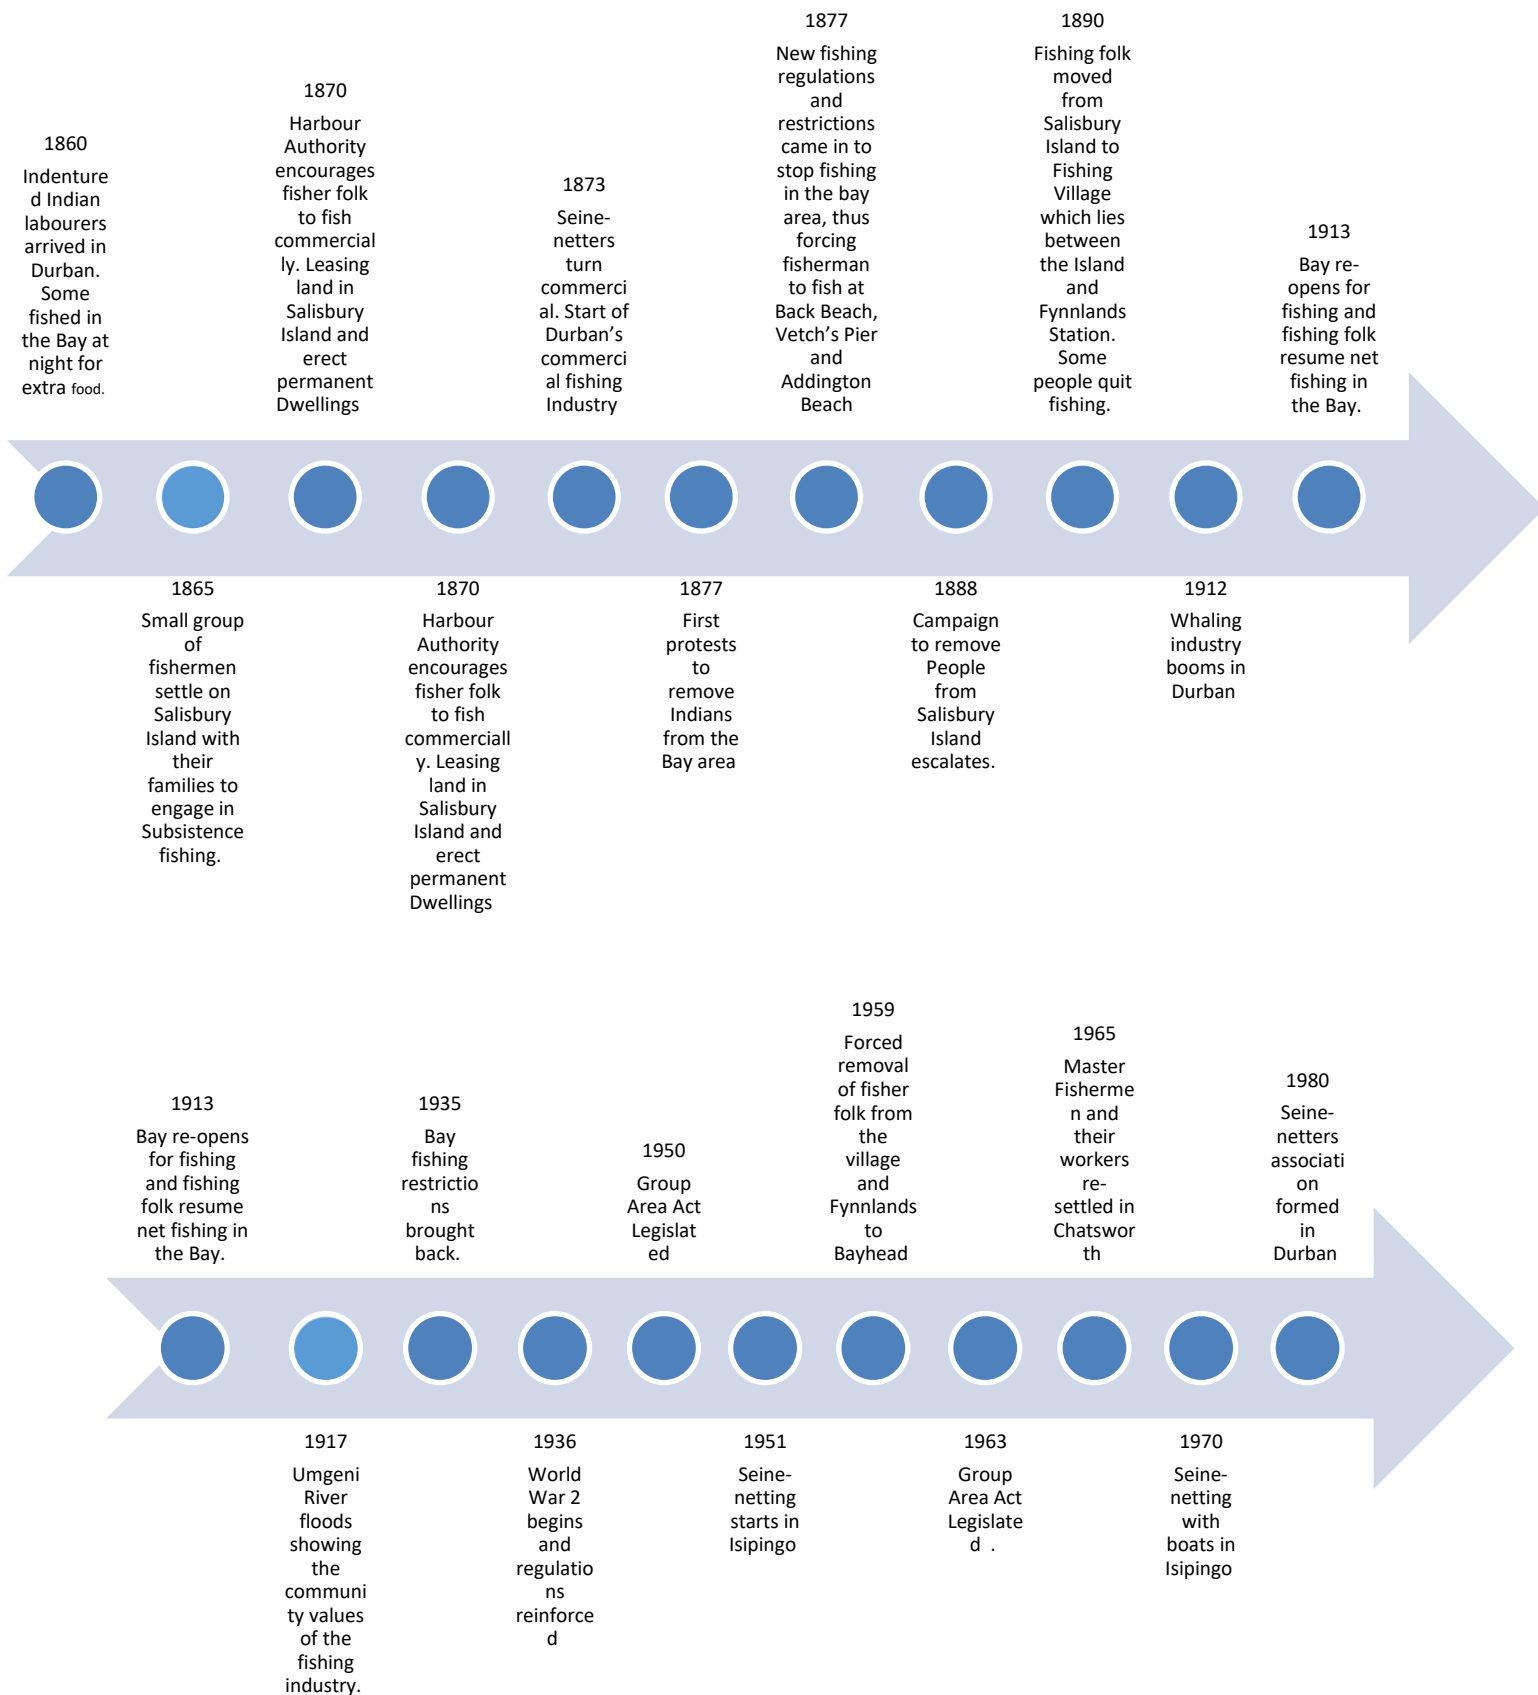 1860
Indenture
d Indian
labourers
arrived in
Durban.
Some
fished in
the Bay at
night for
extra food.
1865
Small group
of
fishermen
settle on
Salisbury
Island with
their
families to
engage in
Subsistence
fishing.
1870
Harbour
Authority
encourages
fisher folk
to fish
commercial
ly. Leasing
land in
Salisbury
Island and
erect
permanent
Dwellings
1870
Harbour
Authority
encourages
fisher folk
to fish
commerciall
y. Leasing
land in
Salisbury
Island and
erect
permanent
Dwellings
1873
Seine-
netters
turn
commerci
al. Start of
Durban’s
commerci
al fishing
Industry
1877
First
protests
to
remove
Indians
from the
Bay area
1877
New fishing
regulations
and
restrictions
came in to
stop fishing
in the bay
area, thus
forcing
fisherman
to fish at
Back Beach,
Vetch’s Pier
and
Addington
Beach
1888
Campaign
to remove
People
from
Salisbury
Island
escalates.
1890
Fishing folk
moved
from
Salisbury
Island to
Fishing
Village
which lies
between
the Island
and
Fynnlands
Station.
Some
people quit
fishing.
1912
Whaling
industry
booms in
Durban
1913
Bay re-
opens for
fishing and
fishing folk
resume net
fishing in
the Bay.
1913
Bay re-opens
for fishing
and fishing
folk resume
net fishing in
the Bay.
1917
Umgeni
River
floods
showing
the
communi
ty values
of the
fishing
industry.
1935
Bay
fishing
restrictio
ns
brought
back.
1936
World
War 2
begins
and
regulatio
ns
reinforce
d
1950
Group
Area Act
Legislat
ed
1951
Seine-
netting
starts in
Isipingo
1959
Forced
removal
of fisher
folk from
the
village
and
Fynnlands
to
Bayhead
1963
Group
Area Act
Legislate
d .
1965
Master
Fisherme
n and
their
workers
re-
settled in
Chatswor
th
1970
Seine-
netting
with
boats in
Isipingo
1980
Seine-
netters
associati
on
formed
in
Durban